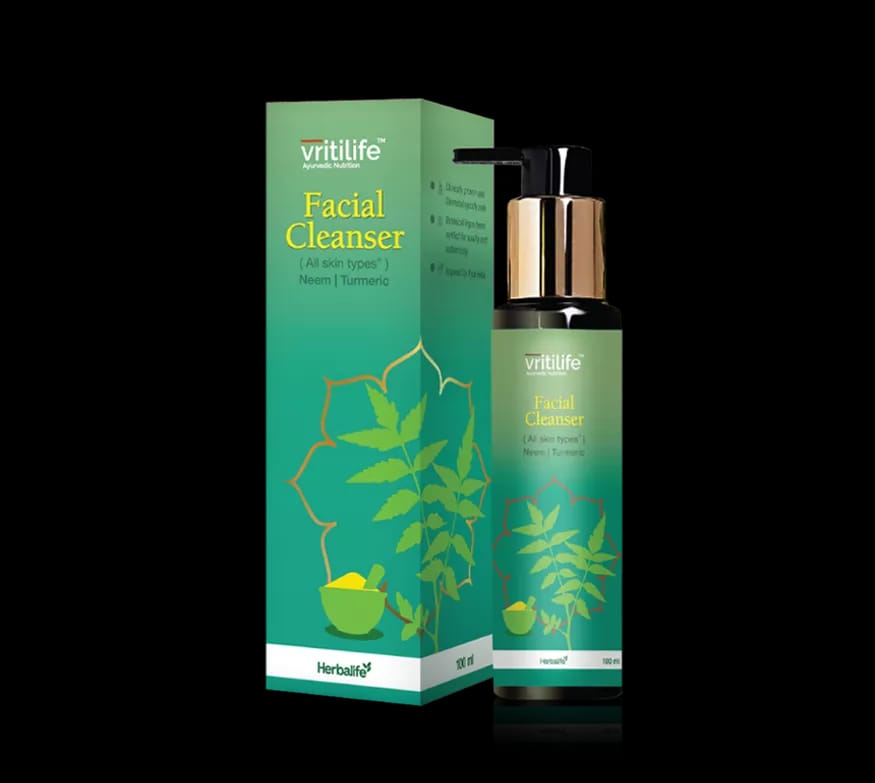 vritilife™
Ayurvedic Nutrition
Facial
Cleanser
( All skin types* )
Neem | Turmeric
Herbalife
100 ml
vritilife™
Ayurvedic Nutrition
Facial
Cleanser
( All skin types* )
Neem | Turmeric
Herbalife
100 ml